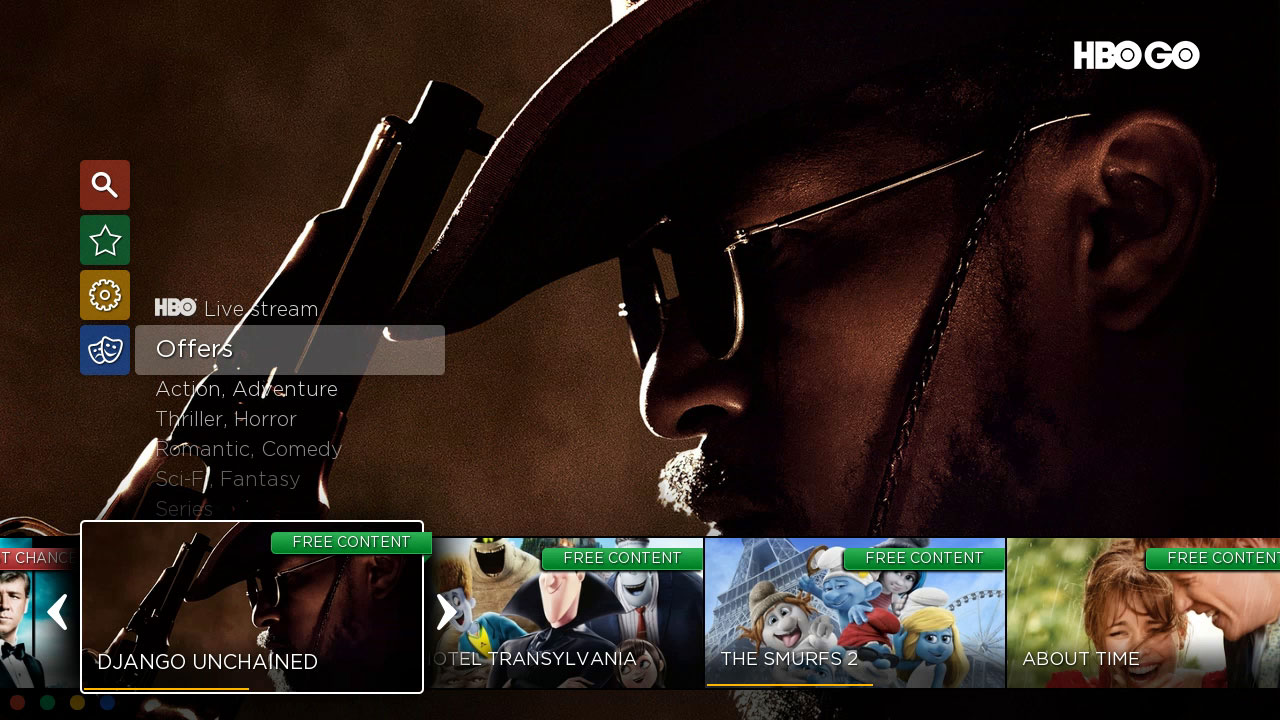 HBO GO
HBO Live stream
Offers
Action, Adventure
Thriller, Horror
Romantic, Comedy
Sci-Fi, Fantasy
Series
T CHANCE
FREE CONTENT
DJANGO UNCHAINED
FREE CONTENT
OTEL TRANSYLVANIA
FREE CONTENT
THE SMURFS 2
FREE CONTENT
ABOUT TIME